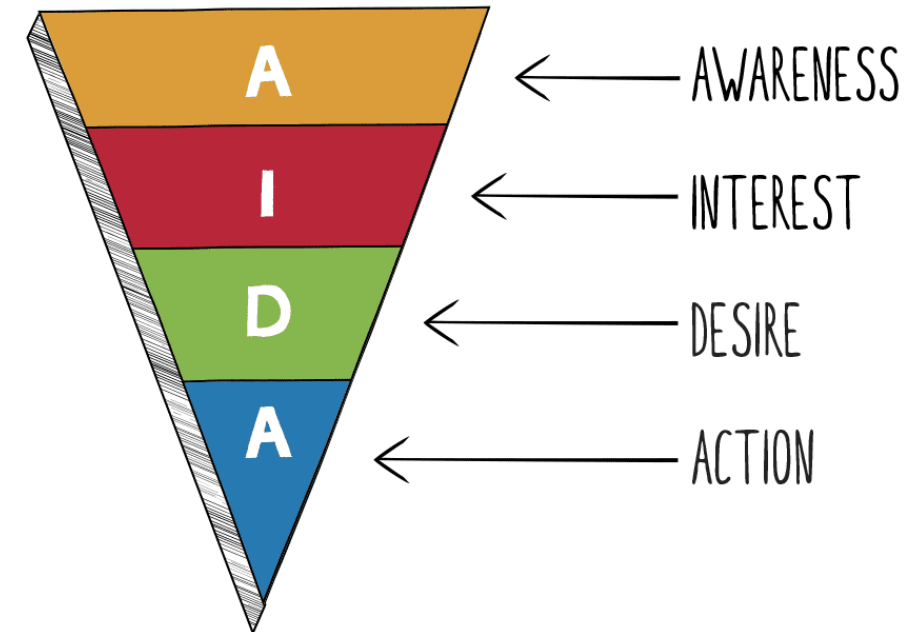 A
AWARENESS
I
INTEREST
D
DESIRE
A
ACTION